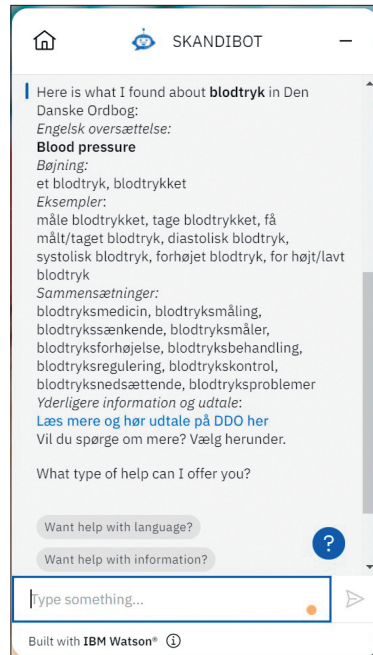 SKANDIBOT
Here is what I found about blodtryk in Den
Danske Ordbog:
Engelsk oversættelse:
Blood pressure
Bøjning:
et blodtryk, blodtrykket
Eksempler:
måle blodtrykket, tage blodtrykket, få
målt/taget blodtryk, diastolisk blodtryk,
systolisk blodtryk, forhøjet blodtryk, for højt/lavt
blodtryk
Sammensætninger:
blodtryksmedicin, blodtryksmåling,
blodtrykssænkende, blodtryksmåler,
blodtryksforhøjelse, blodtryksbehandling,
blodtryksregulering, blodtrykskontrol,
blodtryksnedsættende, blodtryksproblemer
Yderligere information og udtale:
Læs mere og hør udtale på DDO her
Vil du spørge om mere? Vælg herunder.
What type of help can I offer you?
Want help with language?
?
Want help with information?
Type something...
Built with IBM Watson®